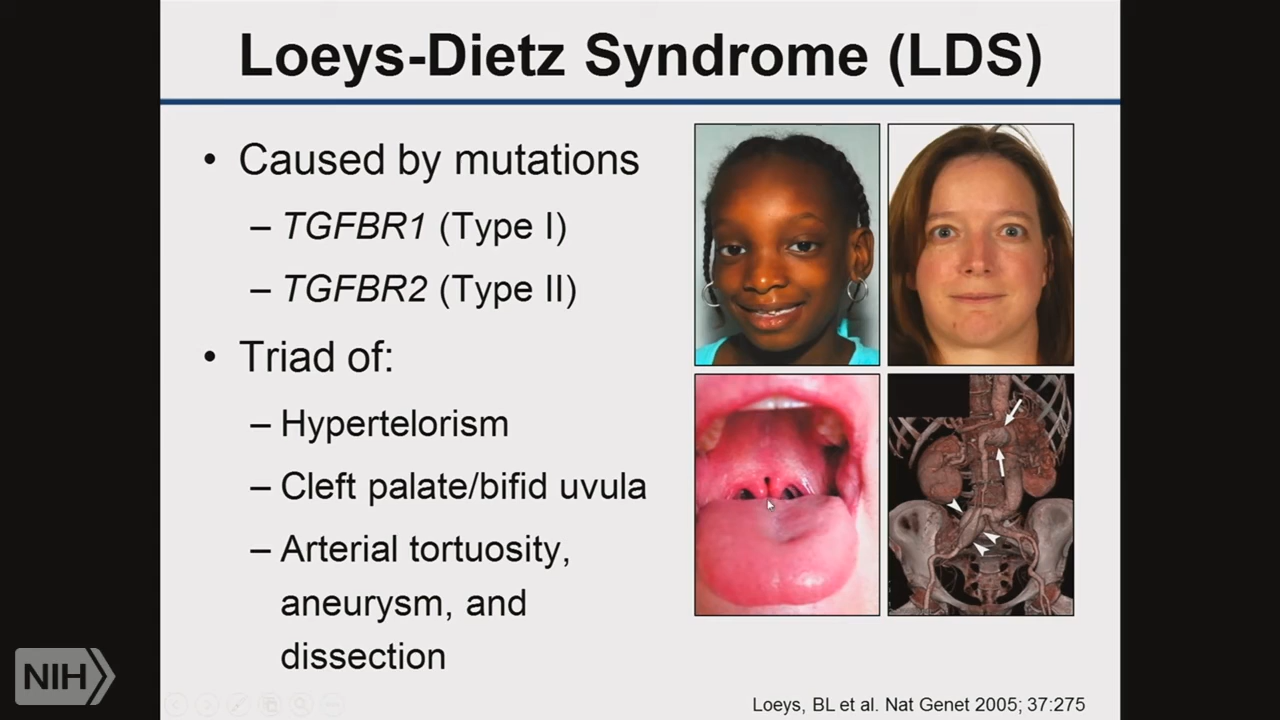 Loeys-Dietz Syndrome (LDS)
• Caused by mutations
– TGFBR1 (Type I)
– TGFBR2 (Type II)
• Triad of:
– Hypertelorism
– Cleft palate/bifid uvula
– Arterial tortuosity,
aneurysm, and
dissection
Loeys, BL et al. Nat Genet 2005; 37:275
NIH